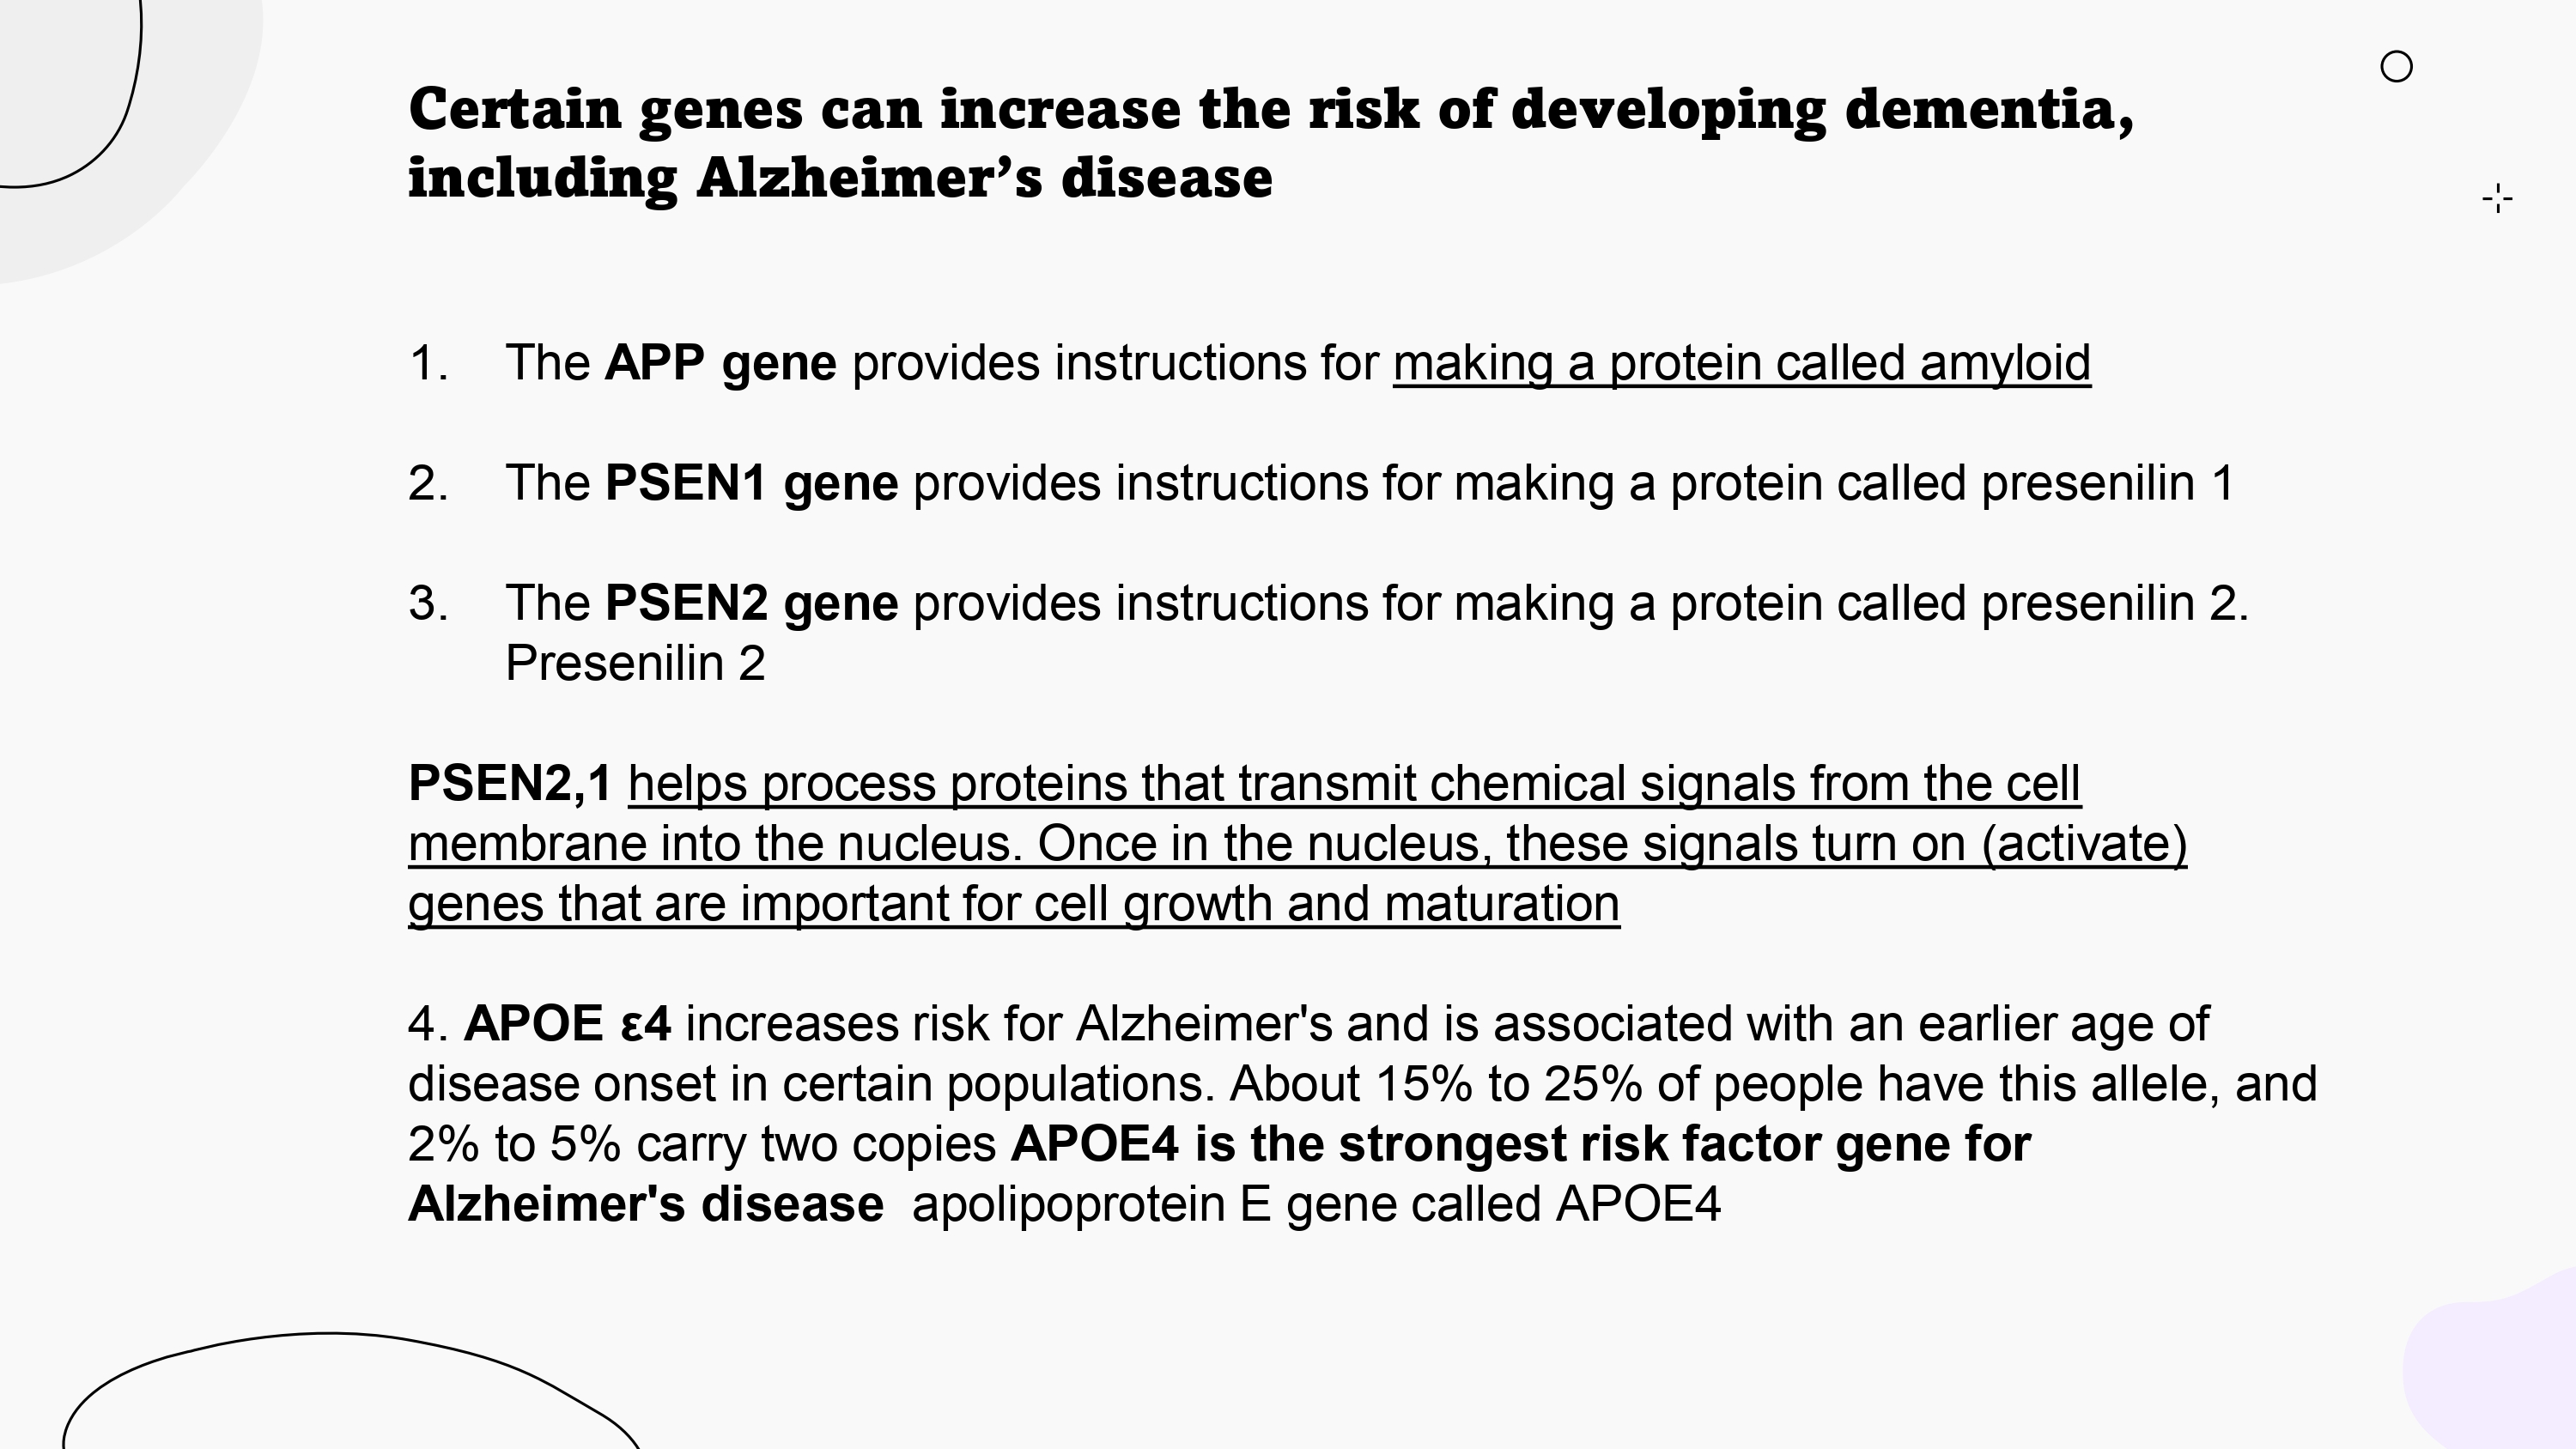 Certain genes can increase the risk of developing dementia,
including Alzheimer’s disease
1. The APP gene provides instructions for making a protein called amyloid
2. The PSEN1 gene provides instructions for making a protein called presenilin 1
3. The PSEN2 gene provides instructions for making a protein called presenilin 2.
Presenilin 2
PSEN2,1 helps process proteins that transmit chemical signals from the cell
membrane into the nucleus. Once in the nucleus, these signals turn on (activate)
genes that are important for cell growth and maturation
4. APOE ε4 increases risk for Alzheimer's and is associated with an earlier age of
disease onset in certain populations. About 15% to 25% of people have this allele, and
2% to 5% carry two copies APOE4 is the strongest risk factor gene for
Alzheimer's disease  apolipoprotein E gene called APOE4